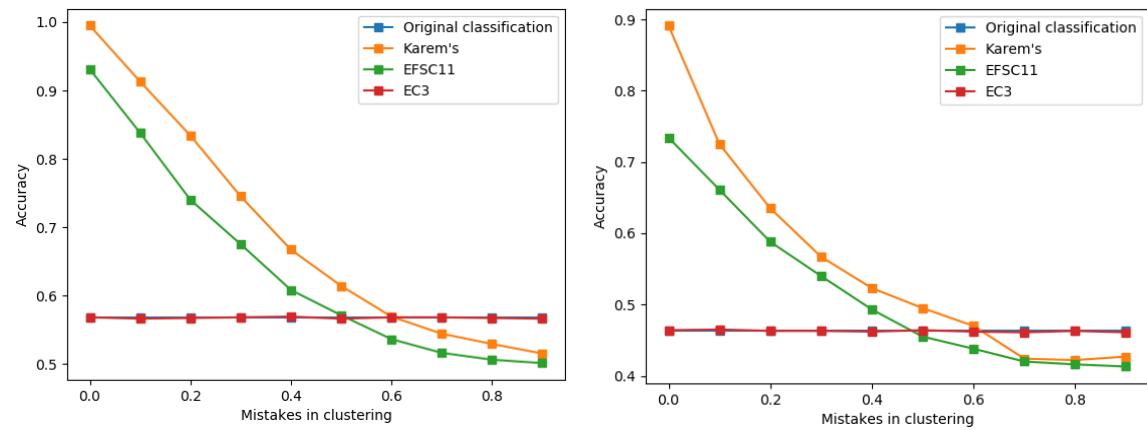 1.0
0.9
0.8
0.7
0.6
0.5
Accuracy
0.0
0.2
0.4
0.6
0.8
Mistakes in clustering
Original classification
Karem's
EFSC11
EC3
0.9
0.8
0.7
0.6
0.5
0.4
Accuracy
0.0
0.2
0.4
0.6
0.8
Mistakes in clustering
Original classification
Karem's
EFSC11
EC3